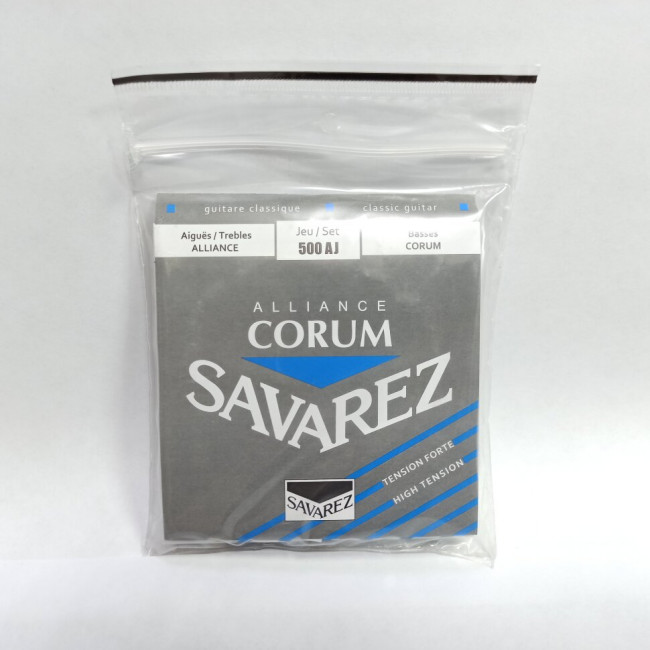 guitare classique classic guitar
Aiguës / Trebles
ALLIANCE
Jeu / Set
500 AJ
Basses
CORUM
ALLIANCE
CORUM
SAVAREZ
TENSION FORTE
HIGH TENSION
SAVAREZ